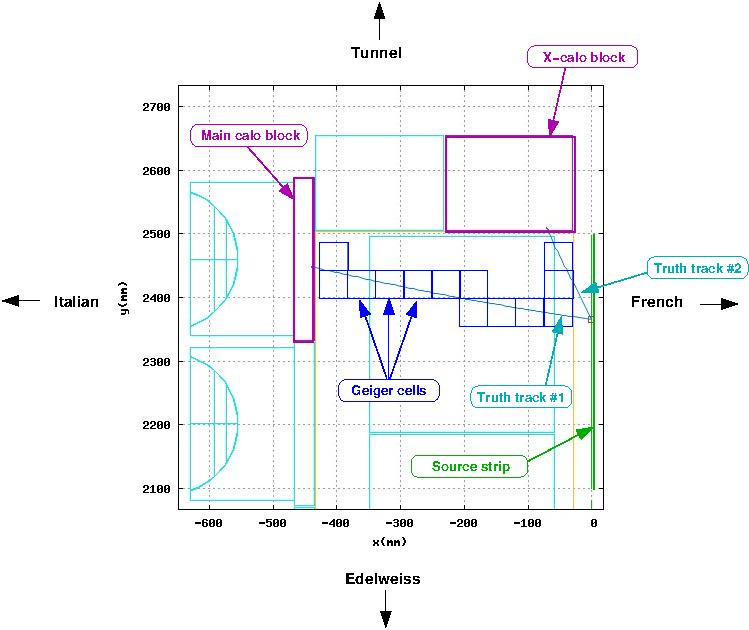 Tunnel
X-calo block
Main calo block
2700
2600
2500
2400
2300
2200
2100
y(mm)
Italian
French
Truth track #2
Geiger cells
Truth track #1
Source strip
-600 -500 -400 -300 -200 -100 0
x(mm)
Edelweiss